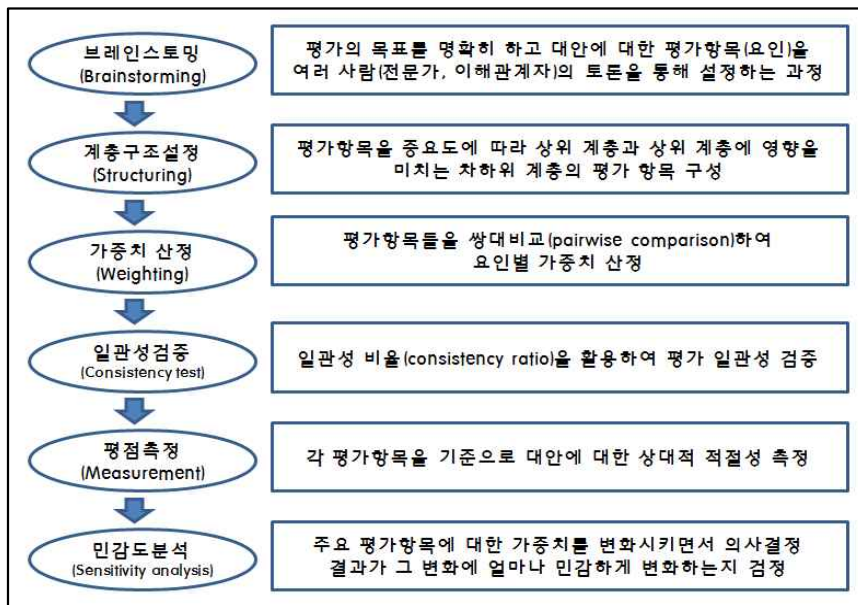 브레인스토밍
(Brainstorming)
평가의 목표를 명확히 하고 대안에 대한 평가항목(요인)을
여러 사람(전문가, 이해관계자)의 토론을 통해 설정하는 과정
계층구조설정
(Structuring)
평가항목을 중요도에 따라 상위 계층과 상위 계층에 영향을
미치는 차하위 계층의 평가 항목 구성
가중치 산정
(Weighting)
평가항목들을 쌍대비교(pairwise comparison)하여
요인별 가중치 산정
일관성검증
(Consistency test)
일관성 비율(consistency ratio)을 활용하여 평가 일관성 검증
평점측정
(Measurement)
각 평가항목을 기준으로 대안에 대한 상대적 적절성 측정
민감도분석
(Sensitivity analysis)
주요 평가항목에 대한 가중치를 변화시키면서 의사결정
결과가 그 변화에 얼마나 민감하게 변화하는지 검정